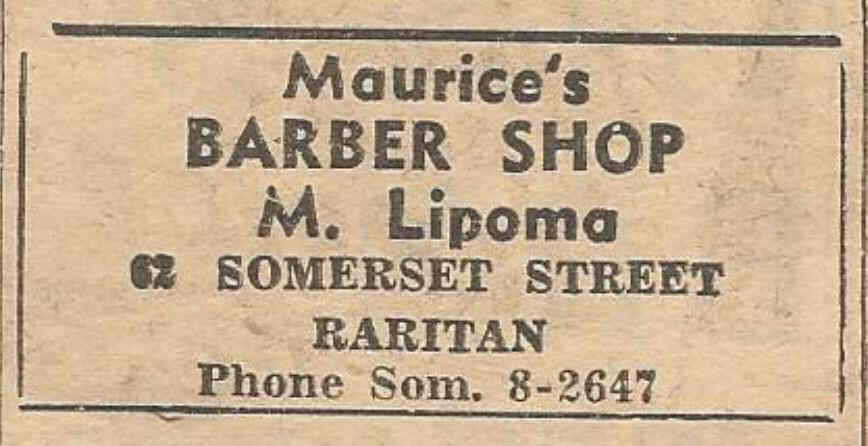 Maurice's
BARBER SHOP
M. Lipoma
62 SOMERSET STREET
RARITAN
Phone Som. 8-2647